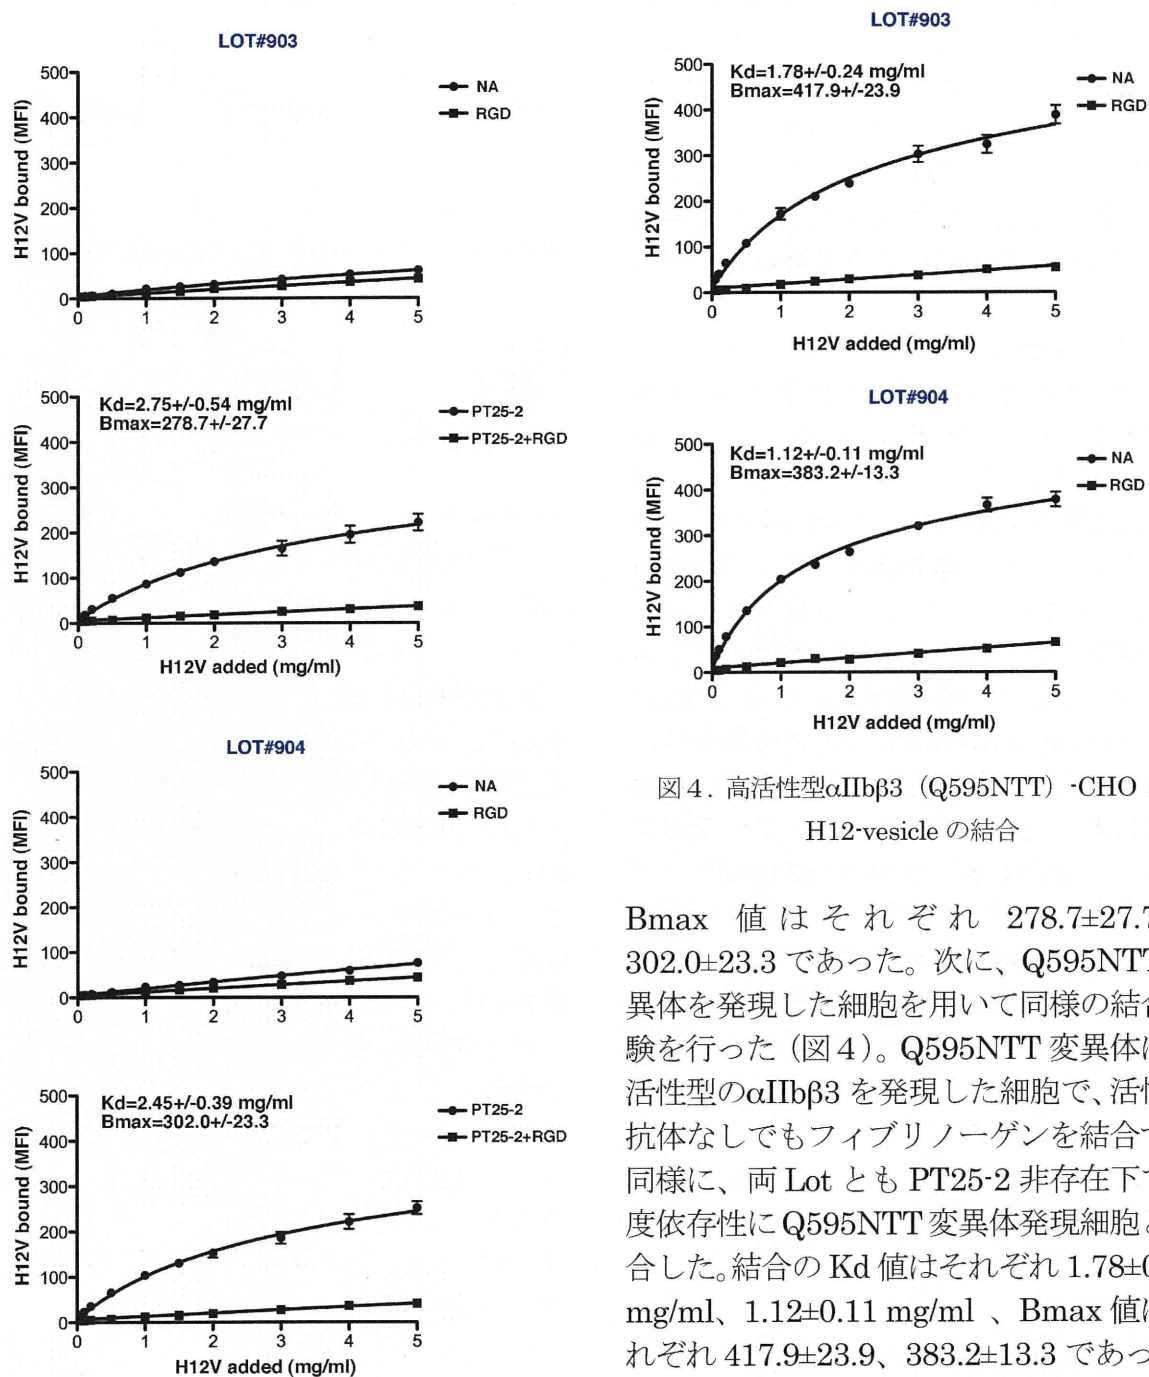 LOT#903
500
400
300
200
100
0
H12V bound (MFI)
0 1 2 3 4 5
NA
RGD
500
400
300
200
100
0
H12V bound (MFI)
Kd=2.75+/-0.54 mg/ml
Bmax=278.7+/-27.7
PT25-2
PT25-2+RGD
0 1 2 3 4 5
H12V added (mg/ml)
LOT#904
500
400
300
200
100
0
H12V bound (MFI)
NA
RGD
0 1 2 3 4 5
500
400
300
200
100
0
H12V bound (MFI)
Kd=2.45+/-0.39 mg/ml
Bmax=302.0+/-23.3
PT25-2
PT25-2+RGD
0 1 2 3 4 5
H12V added (mg/ml)
LOT#903
500
400
300
200
100
0
H12V bound (MFI)
Kd=1.78+/-0.24 mg/ml
Bmax=417.9+/-23.9
NA
RGD
0 1 2 3 4 5
H12V added (mg/ml)
LOT#904
500
400
300
200
100
0
H12V bound (MFI)
Kd=1.12+/-0.11 mg/ml
Bmax=383.2+/-13.3
NA
RGD
0 1 2 3 4 5
H12V added (mg/ml)
図4. 高活性型αIIbβ3（Q595NTT）-CHO
H12-vesicle の結合
Bmax 値はそれぞれ 278.7±27.7
302.0±23.3 であった。次に、Q595NTT
異体を発現した細胞を用いて同様の結合
験を行った（図4）。Q595NTT 変異体は
活性型のαIIbβ3 を発現した細胞で、活性
抗体なしでもフィブリノーゲンを結合
同様に、両 Lot とも PT25-2 非存在下
度依存性に Q595NTT 変異体発現細胞
合した。結合の Kd 値はそれぞれ 1.78±0
mg/ml、1.12±0.11 mg/ml 、Bmax 値は
れぞれ 417.9±23.9、383.2±13.3 であっ